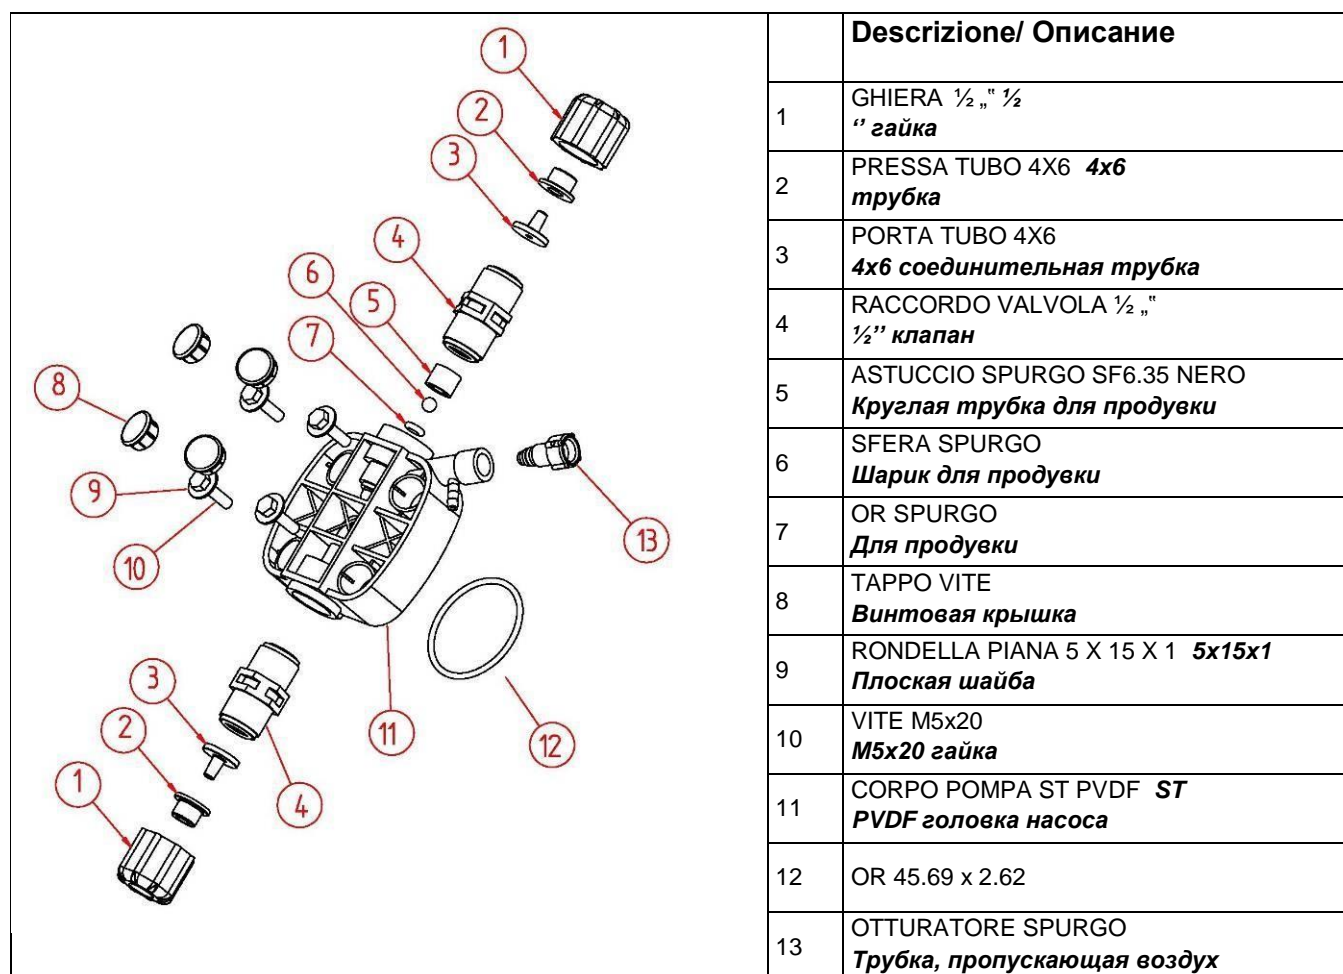 1
2
3
4
6
5
7
8
9
10
13
11
12
3
2
1
4
Descrizione/ Описание
1
GHIERA ½ „‟ ½
‘’ гайка
2
PRESSA TUBO 4X6 4x6
трубка
3
PORTA TUBO 4X6
4x6 соединительная трубка
4
RACCORDO VALVOLA ½ „‟
½’’ клапан
5
ASTUCCIO SPURGO SF6.35 NERO
Круглая трубка для продувки
6
SFERA SPURGO
Шарик для продувки
7
OR SPURGO
Для продувки
8
TAPPO VITE
Винтовая крышка
9
RONDELLA PIANA 5 X 15 X 1 5x15x1
Плоская шайба
10
VITE M5x20
M5x20 гайка
11
CORPO POMPA ST PVDF ST
PVDF головка насоса
12
OR 45.69 x 2.62
13
OTTURATORE SPURGO
Трубка, пропускающая воздух